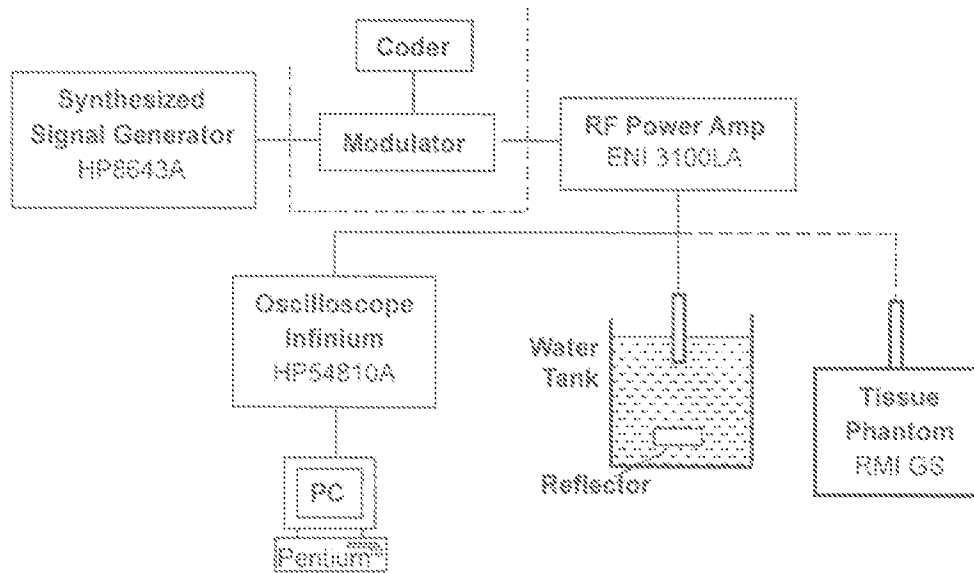 Coder
Synthesized
Signal Generator
HP8643A
Modulator
RF Power Amp
ENI 3100LA
Oscilloscope
Infinium
HP54810A
Water
Tank
Reflector
Tissue
Phantom
RMI GS
PC
Pentium